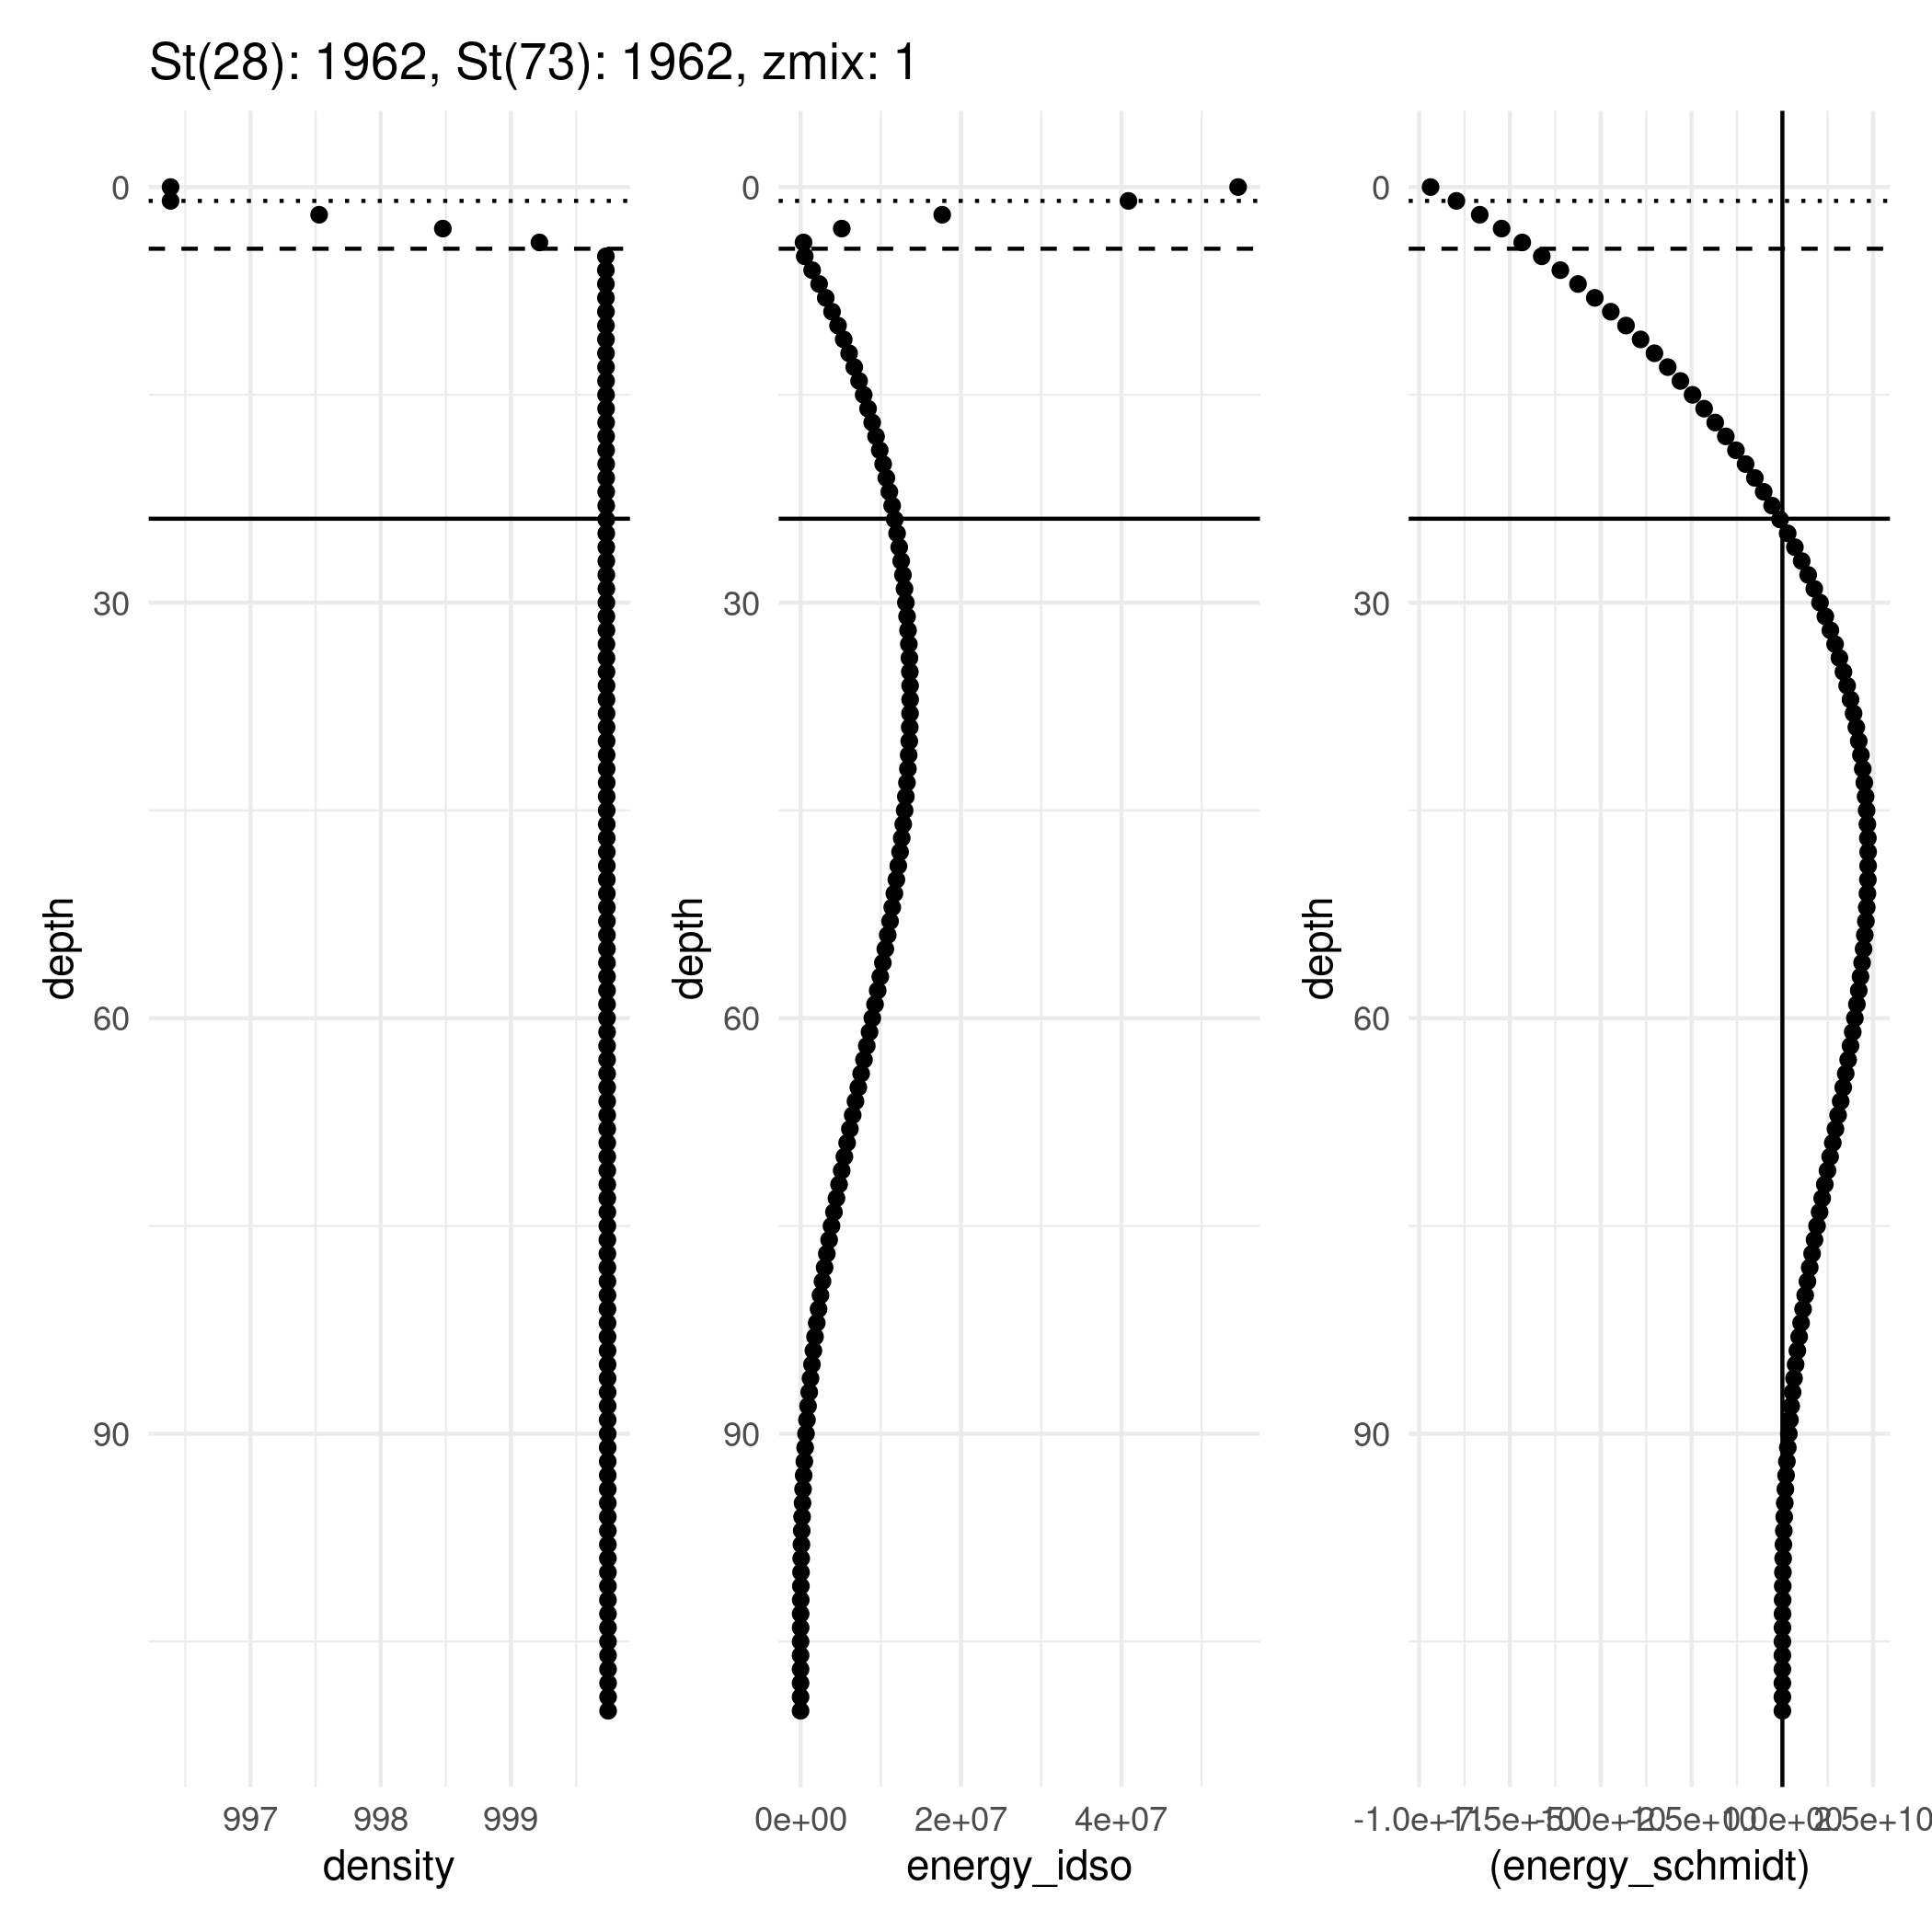 St(28): 1962, St(73): 1962, zmix: 1
0
30
60
90
depth
997
998
999
density
0
30
60
90
depth
0e+00
2e+07
4e+07
energy_idso
0
30
60
90
depth
(energy_schmidt)